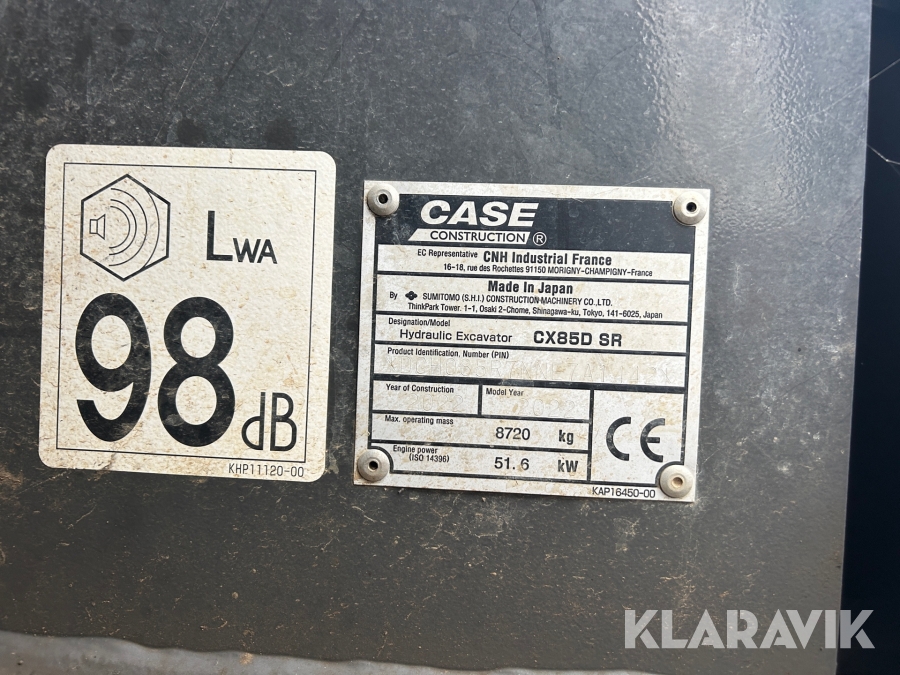 LWA
98 dB
KHP11120-00
CASE
CONSTRUCTION ®
EC Representative CNH Industrial France
16-18, rue des Rochettes 91150 MORIGNY-CHAMPIGNY-France
Made In Japan
By SUMITOMO (S.H.I.) CONSTRUCTION MACHINERY CO., LTD.
ThinkPark Tower. 1-1, Osaki 2-Chome, Shinagawa-ku, Tokyo, 141-6025, Japan
Designation/Model
Hydraulic Excavator CX85D SR
Product Identification. Number (PIN)
Year of Construction Model Year
Max. operating mass 8720 kg
Engine power
(ISO 14396) 51.6 kW
CE
KAP16450-00
KLARAVIK